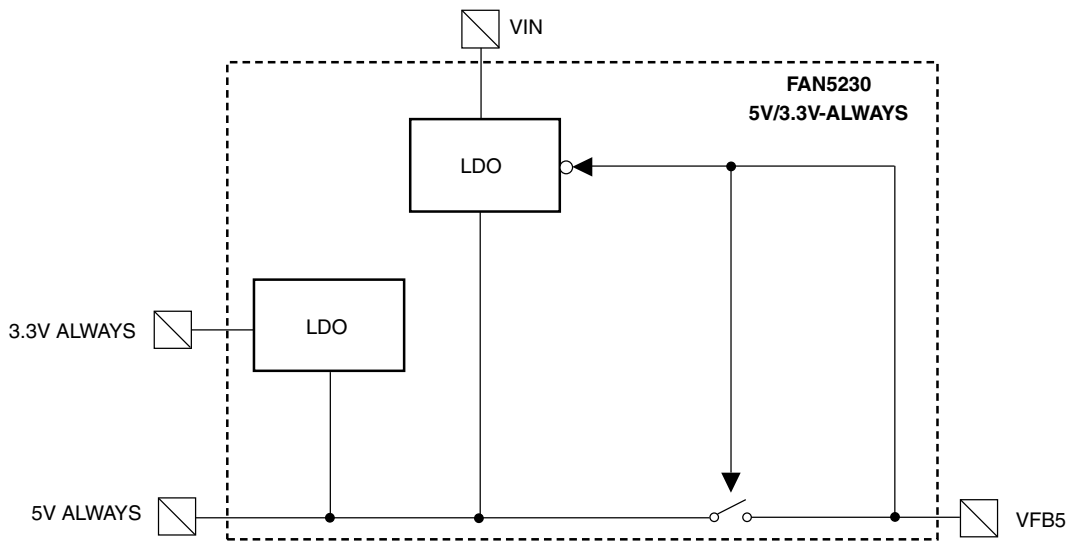 VIN
FAN5230
5V/3.3V-ALWAYS
LDO
LDO
3.3V ALWAYS
5V ALWAYS
VFB5